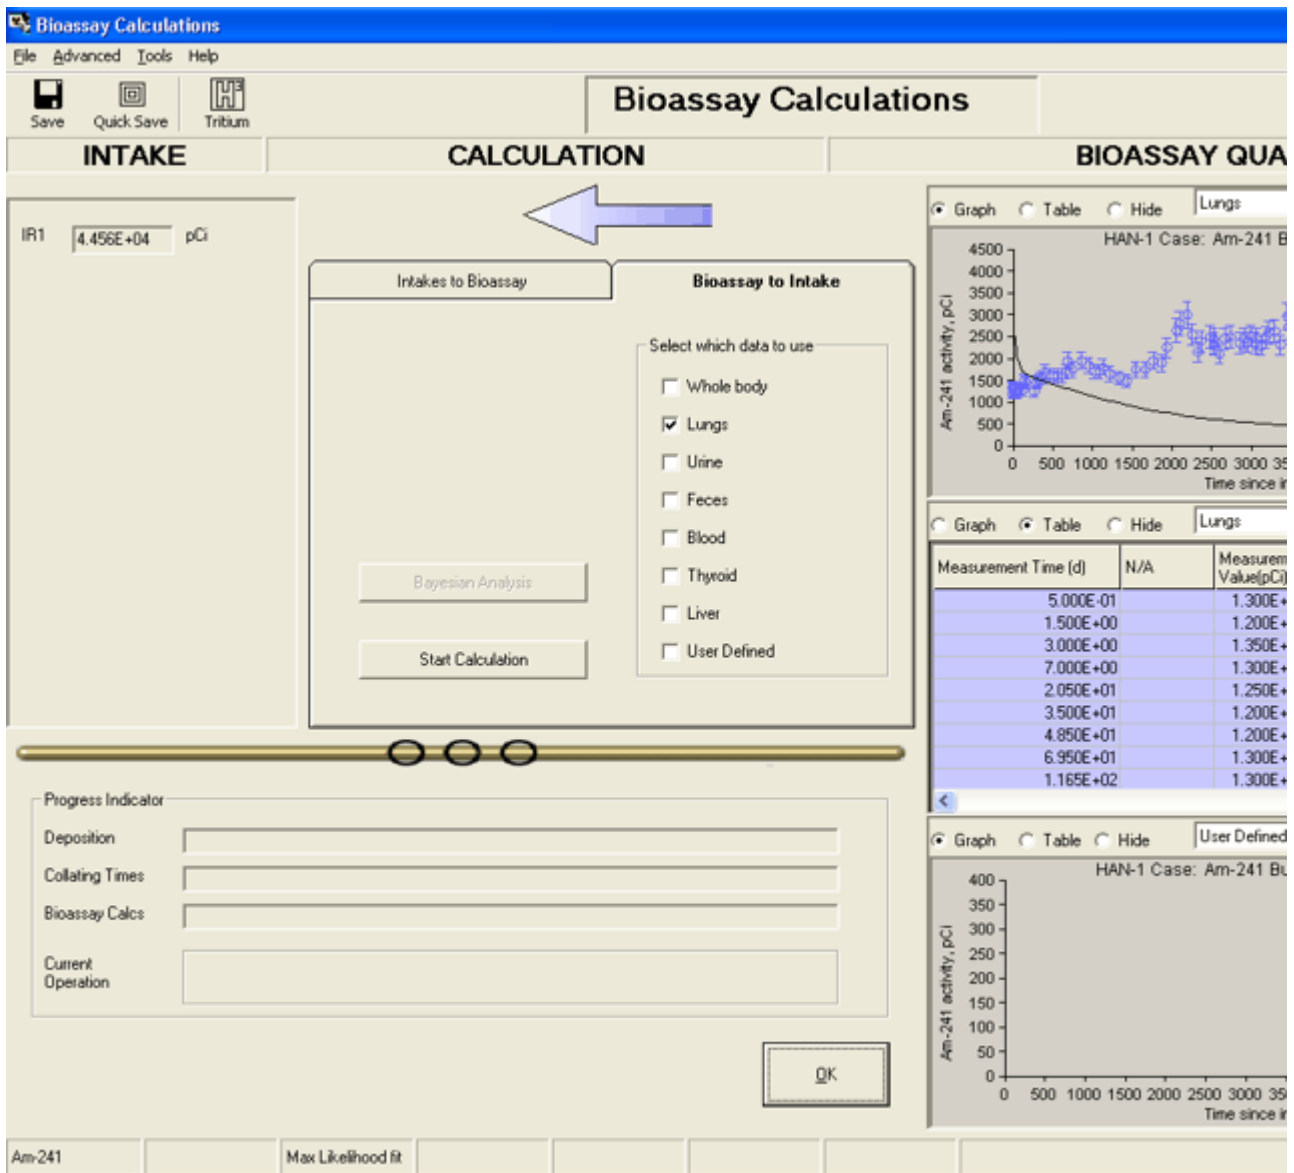 Bioassay Calculations
File Advanced Tools Help
Save Quick Save Tritium
Bioassay Calculations
INTAKE CALCULATION BIOASSAY QUA
IR1 4.456E+04 pCi
Intakes to Bioassay
Bioassay to Intake
Select which data to use
Whole body
Lungs
Urine
Feces
Blood
Thyroid
Liver
User Defined
Bayesian Analysis
Start Calculation
Progress Indicator
Deposition
Collating Times
Bioassay Calcs
Current
Operation
OK
Graph Table Hide Lungs
HAN-1 Case: Am-241 B
Am-241 activity, pCi
4500
4000
3500
3000
2500
2000
1500
1000
500
0
0 500 1000 1500 2000 2500 3000 35
Time since i
Graph Table Hide Lungs
Measurement Time (d) N/A Measurem
Value(pCi)
5.000E-01 1.300E+
1.500E+00 1.200E+
3.000E+00 1.350E+
7.000E+00 1.300E+
2.050E+01 1.250E+
3.500E+01 1.200E+
4.850E+01 1.200E+
6.950E+01 1.300E+
1.165E+02 1.300E+
Graph Table Hide User Defined
HAN-1 Case: Am-241 Bu
Am-241 activity, pCi
400
350
300
250
200
150
100
50
0
0 500 1000 1500 2000 2500 3000 35
Time since i
Am-241 Max Likelihood fit